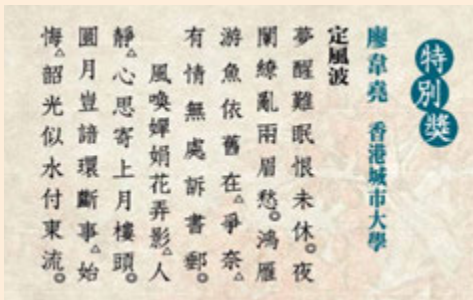 特別獎
廖韋堯 香港城市大學
定風波
夢醒難眠恨未休。夜
闌繚亂兩眉愁。鴻雁
游魚依舊在△爭奈△
有情無處訴書郵。
風喚嬋娟花弄影△人
靜△心思寄上月樓頭。
圓月豈諳環斷事△始
悔△韶光似水付東流。